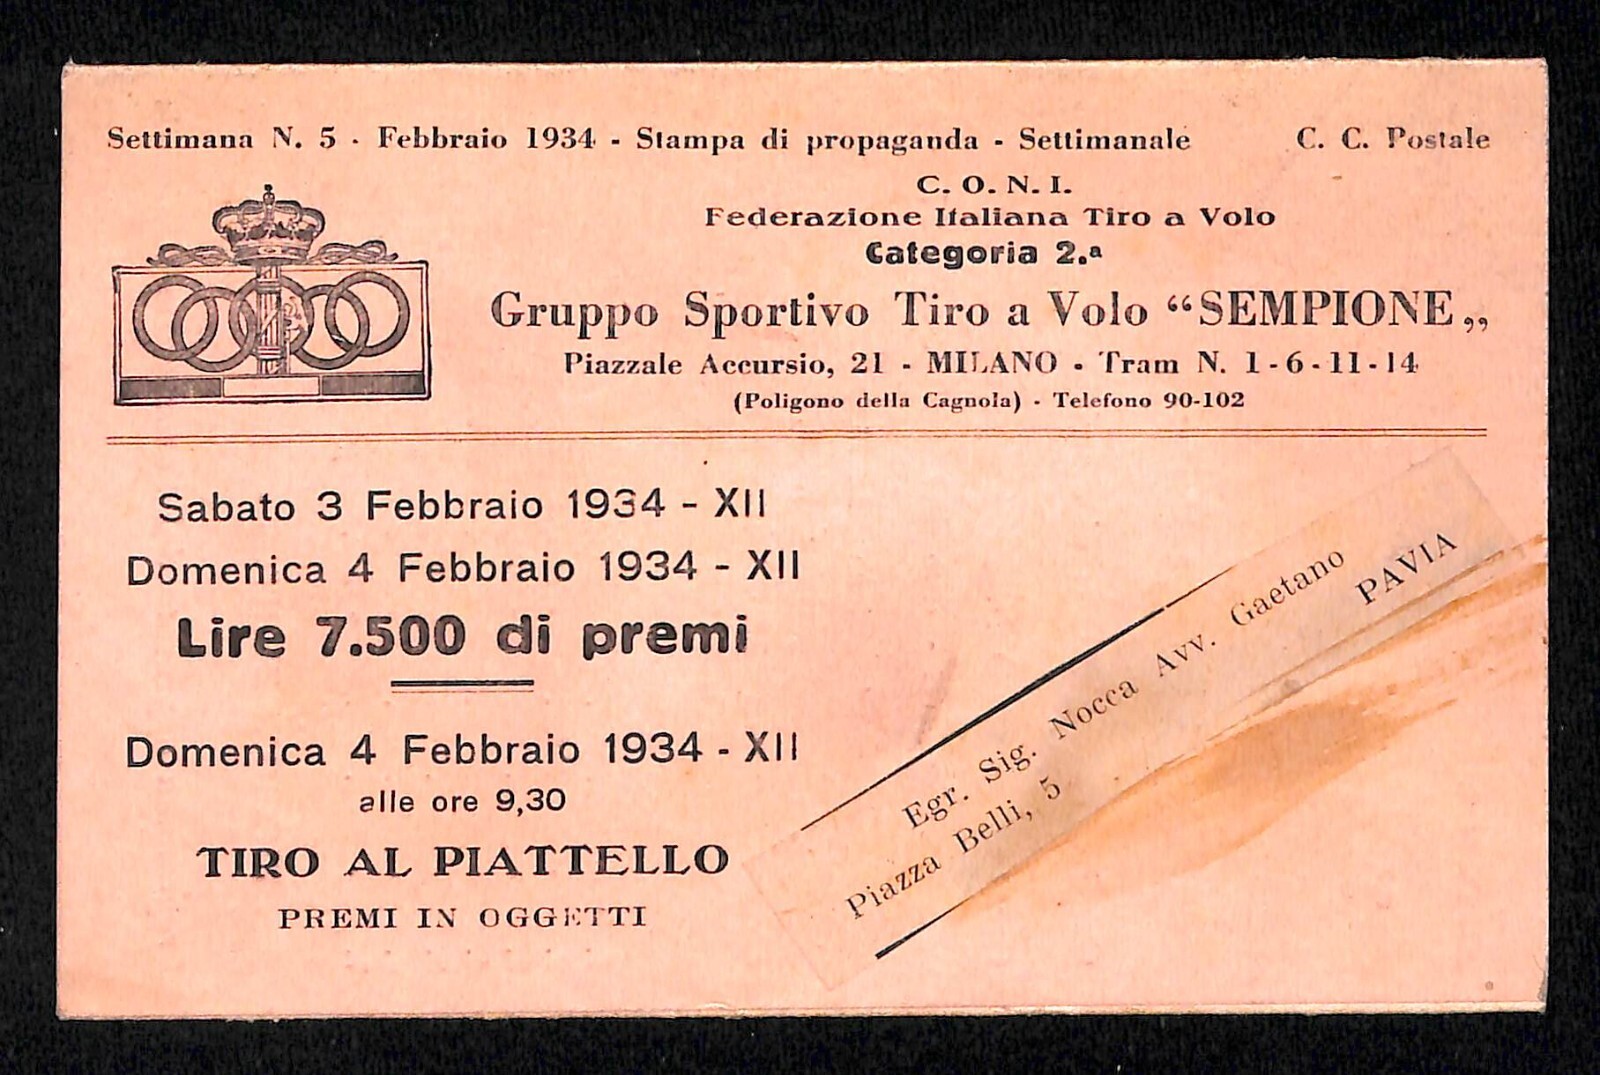 Settimana N. 5 - Febbraio 1934 - Stampa di propaganda - Settimanale C. C. Postale
C. O. N. I.
Federazione Italiana Tiro a Volo
Categoria 2.ª
Gruppo Sportivo Tiro a Volo “SEMPIONE„
Piazzale Accursio, 21 - MILANO - Tram N. 1-6-11-14
(Poligono della Cagnola) - Telefono 90-102
Sabato 3 Febbraio 1934 - XII
Domenica 4 Febbraio 1934 - XII
Lire 7.500 di premi
Domenica 4 Febbraio 1934 - XII
alle ore 9,30
TIRO AL PIATTELLO
PREMI IN OGGETTI
Egr. Sig. Nocca Avv. Gaetano
Piazza Belli, 5 PAVIA